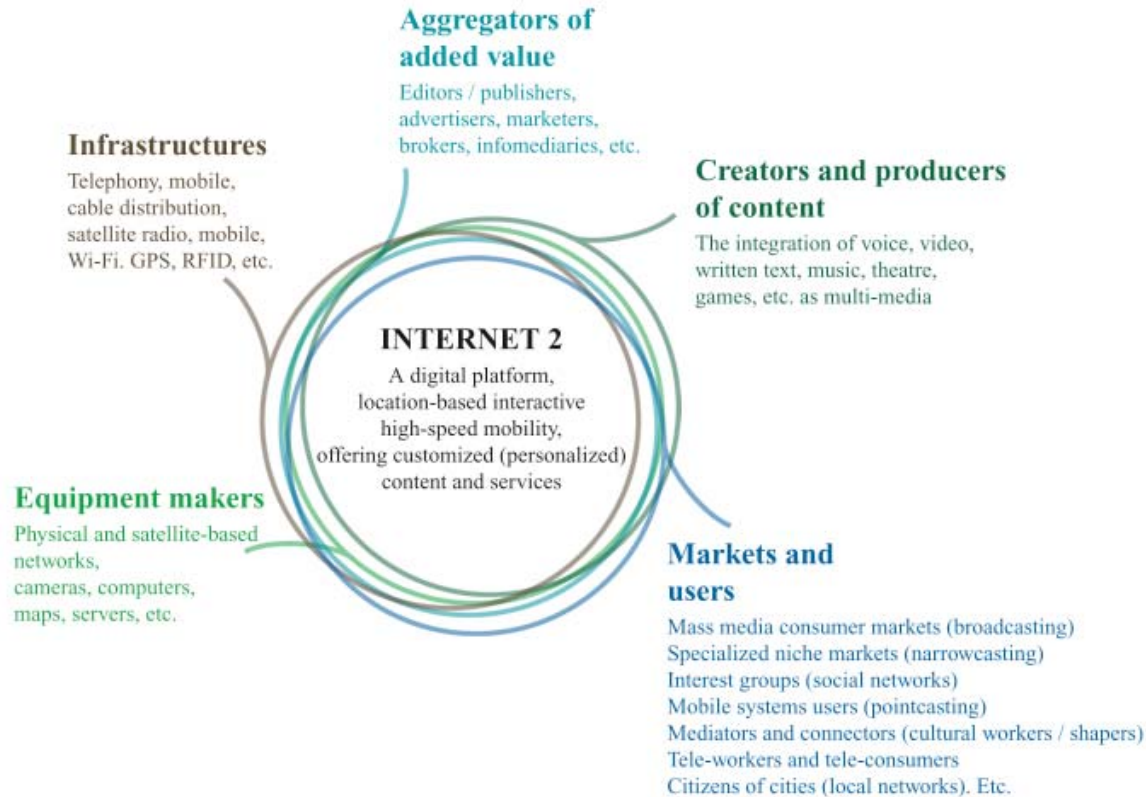 Aggregators of
added value
Editors / publishers,
advertisers, marketers,
brokers, infomediaries, etc.
Infrastructures
Telephony, mobile,
cable distribution,
satellite radio, mobile,
Wi-Fi. GPS, RFID, etc.
Creators and producers
of content
The integration of voice, video,
written text, music, theatre,
games, etc. as multi-media
INTERNET 2
A digital platform,
location-based interactive
high-speed mobility,
offering customized (personalized)
content and services
Equipment makers
Physical and satellite-based
networks,
cameras, computers,
maps, servers, etc.
Markets and
users
Mass media consumer markets (broadcasting)
Specialized niche markets (narrowcasting)
Interest groups (social networks)
Mobile systems users (pointcasting)
Mediators and connectors (cultural workers / shapers)
Tele-workers and tele-consumers
Citizens of cities (local networks). Etc.